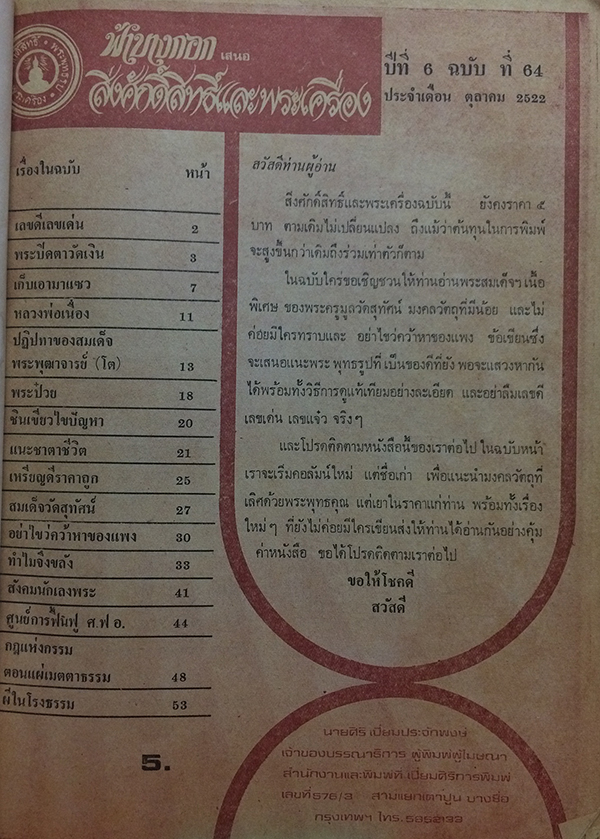 ฟ้าบางกอก เสนอ
สิ่งศักดิ์สิทธิ์และพระเครื่อง
ปีที่ 6 ฉบับ ที่ 64
ประจำเดือน ตุลาคม 2522
เรื่องในฉบับ หน้า
เลขดีเลขเด่น 2
พระปิดตาวัดเงิน 3
เก็บเอามาแซว 7
หลวงพ่อเนื่อง 11
ปฏิปทาของสมเด็จ
พระพุฒาจารย์ (โต) 13
พระป๋วย 18
ชินเขียวไขปัญหา 20
แนะชาตาชีวิต 21
เหรียญดีราคาถูก 25
สมเด็จวัดสุทัศน์ 27
อย่าไขว่คว้าหาของแพง 30
ทำไมจึงขลัง 33
สังคมนักเลงพระ 41
ศูนย์การฟื้นฟู ศ.ฟ อ. 44
กฎแห่งกรรม
ตอนแผ่เมตตาธรรม 48
ผีในโรงธรรม 53
5.
สวัสดีท่านผู้อ่าน
สิ่งศักดิ์สิทธิ์และพระเครื่องฉบับนี้ ยังคงราคา ๕
บาท ตามเดิมไม่เปลี่ยนแปลง ถึงแม้ว่าต้นทุนในการพิมพ์
จะสูงขึ้นกว่าเดิมถึงร่วมเท่าตัวก็ตาม
ในฉบับใคร่ขอเชิญชวนให้ท่านอ่านพระสมเด็จฯ เนื้อ
พิเศษ ของพระครูมูลวัดสุทัศน์ มงคลวัตถุที่มีน้อย และไม่
ค่อยมีใครทราบและ อย่าไขว่คว้าหาของแพง ข้อเขียนซึ่ง
จะเสนอแนะพระ พุทธรูปที่ เป็นของดีที่ยัง พอจะแสวงหากัน
ได้พร้อมทั้งวิธีการดูแท้เทียมอย่างละเอียด และอย่าลืมเลขดี
เลขเด่น เลขแจ๋ว จริง ๆ
และโปรดติดตามหนังสือนี้ของเราต่อไป ในฉบับหน้า
เราจะเริ่มคอลัมน์ใหม่ แต่ชื่อเก่า เพื่อแนะนำมงคลวัตถุที่
เลิศด้วยพระพุทธคุณ แต่เยาในราคาแก่ท่าน พร้อมทั้งเรื่อง
ใหม่ ๆ ที่ยังไม่ค่อยมีใครเขียนส่งให้ท่านได้อ่านกันอย่างคุ้ม
ค่าหนังสือ ขอได้โปรดติดตามเราต่อไป
ขอให้โชคดี
สวัสดี
นายศิริ เปี่ยมประจักพงษ์
เจ้าของบรรณาธิการ ผู้พิมพ์ผู้โฆษณา
สำนักงานและพิมพ์ที่ เปี่ยมศิริการพิมพ์
เลขที่ 576/3 สามแยกเตาปูน บางซื่อ
กรุงเทพฯ โทร. 5852133